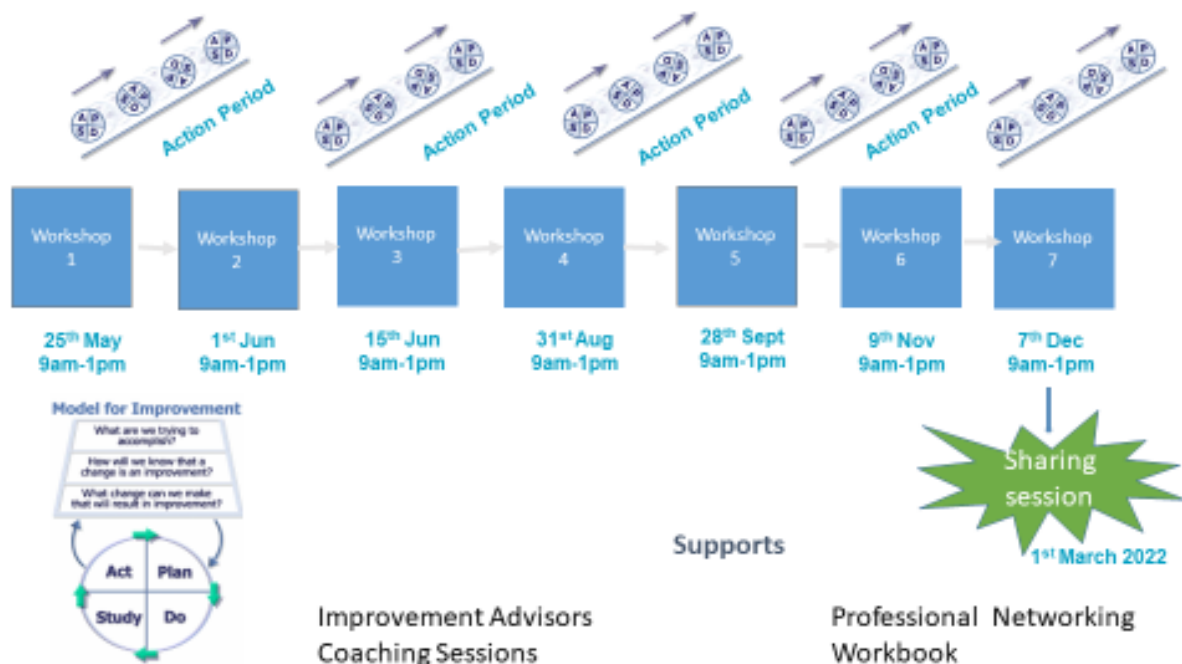 Action Period
Action Period
Action Period
Action Period
Workshop
1
Workshop
2
Workshop
3
Workshop
4
Workshop
5
Workshop
6
Workshop
7
25th May
9am-1pm
1st Jun
9am-1pm
15th Jun
9am-1pm
31st Aug
9am-1pm
28th Sept
9am-1pm
9th Nov
9am-1pm
7th Dec
9am-1pm
Model for Improvement
What are we trying to
accomplish?
How will we know that a
change is an improvement?
What change can we make
that will result in improvement?
Act
Plan
Study
Do
Sharing
session
1st March 2022
Supports
Improvement Advisors
Coaching Sessions
Professional Networking
Workbook